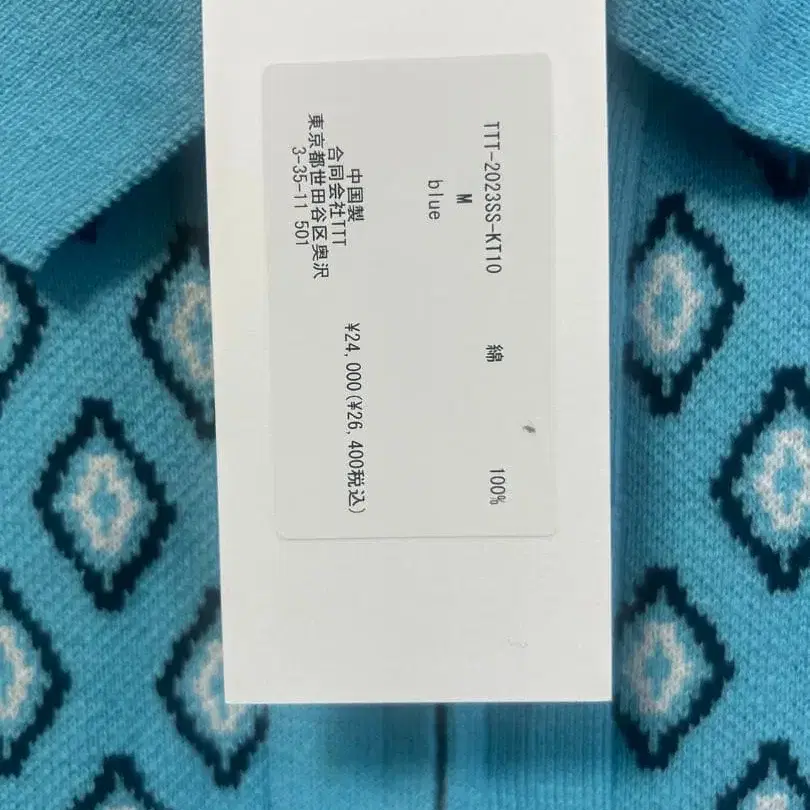 TTT-2023SS-KT10 綿 100%
M
blue
中国製 ¥24,000(¥26,400税込)
合同会社TTT
東京都世田谷区奥沢
3-35-11 501